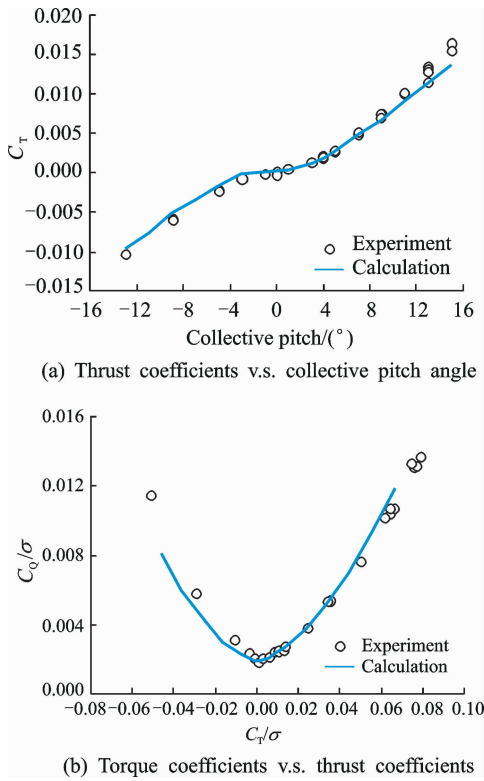 0.020
0.015
0.010
0.005
0.000
−0.005
−0.010
−0.015
C_T
Experiment
Calculation
−16 −12 −8 −4 0 4 8 12 16
Collective pitch/(°)
(a) Thrust coefficients v.s. collective pitch angle
0.016
0.012
0.008
0.004
0.000
C_Q/σ
Experiment
Calculation
−0.08 −0.06 −0.04 −0.02 0.00 0.02 0.04 0.06 0.08 0.10
C_T/σ
(b) Torque coefficients v.s. thrust coefficients